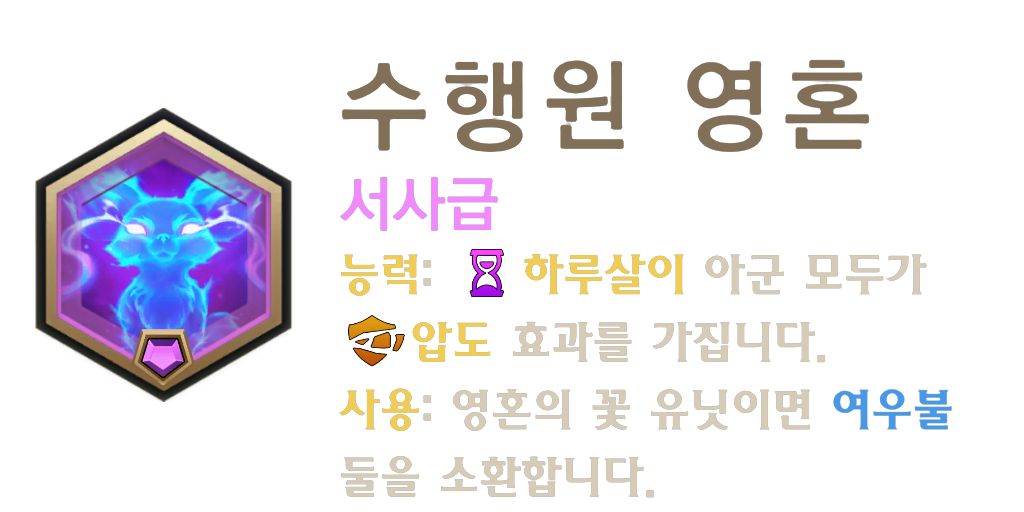 수행원 영혼
서사급
능력: 하루살이 아군 모두가
압도 효과를 가집니다.
사용: 영혼의 꽃 유닛이면 여우불
둘을 소환합니다.